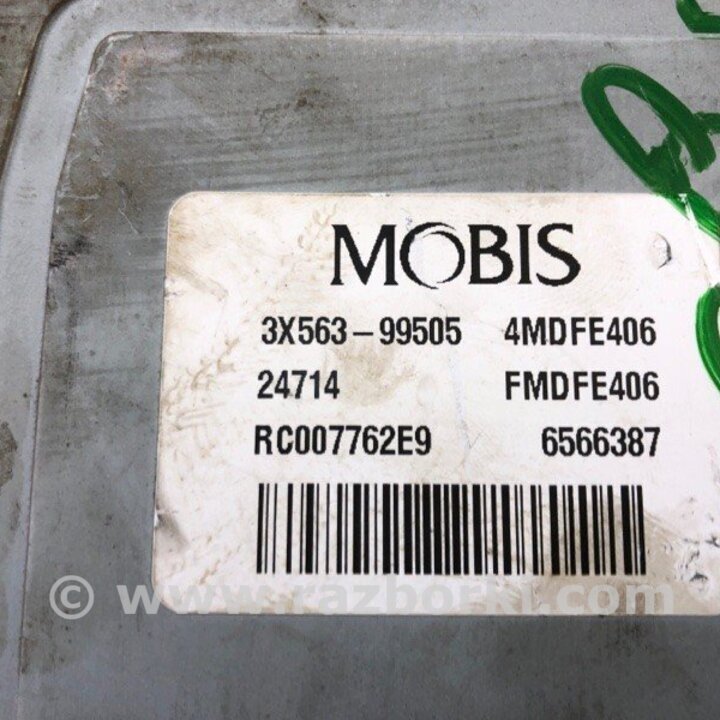 MOBIS
3X563-99505 4MDFE406
24714 FMDFE406
RC007762E9 6566387
© www.razborki.com